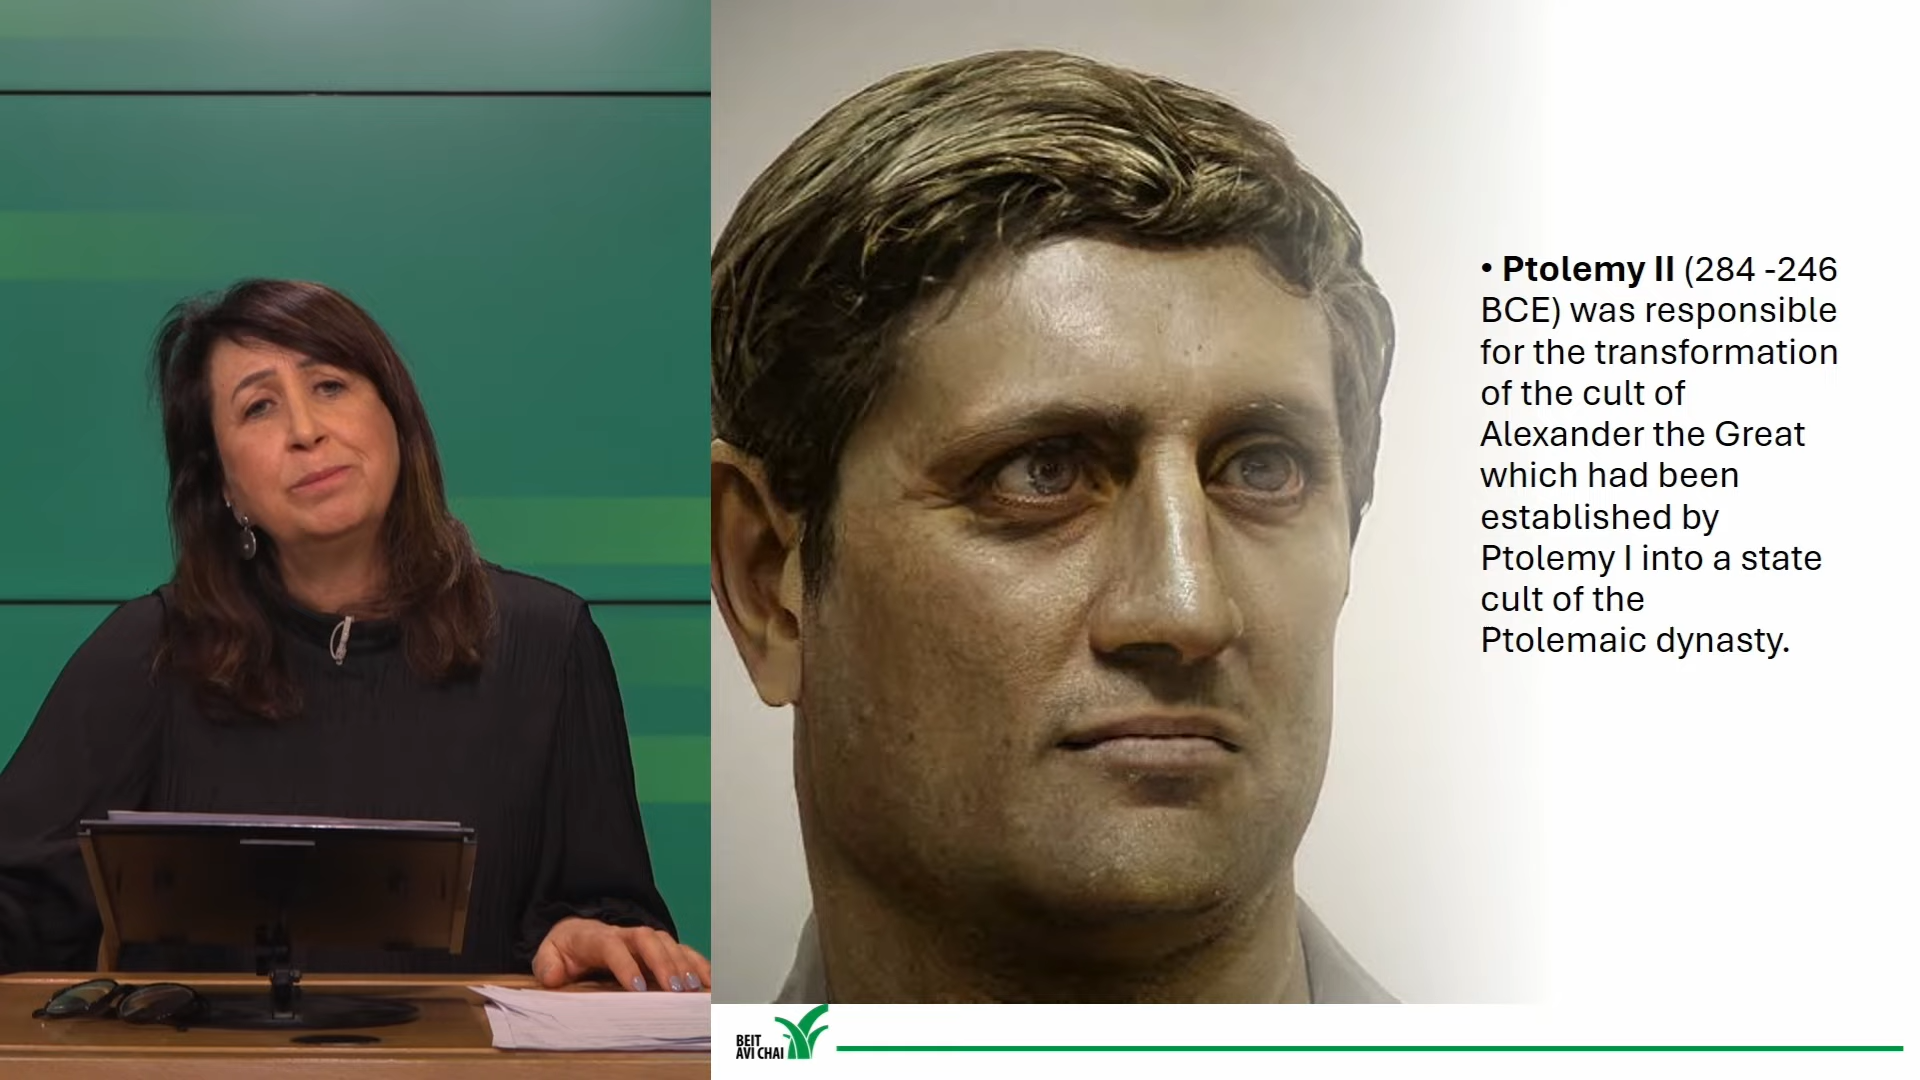 • Ptolemy II (284 -246
BCE) was responsible
for the transformation
of the cult of
Alexander the Great
which had been
established by
Ptolemy I into a state
cult of the
Ptolemaic dynasty.
BEIT
AVI CHAI